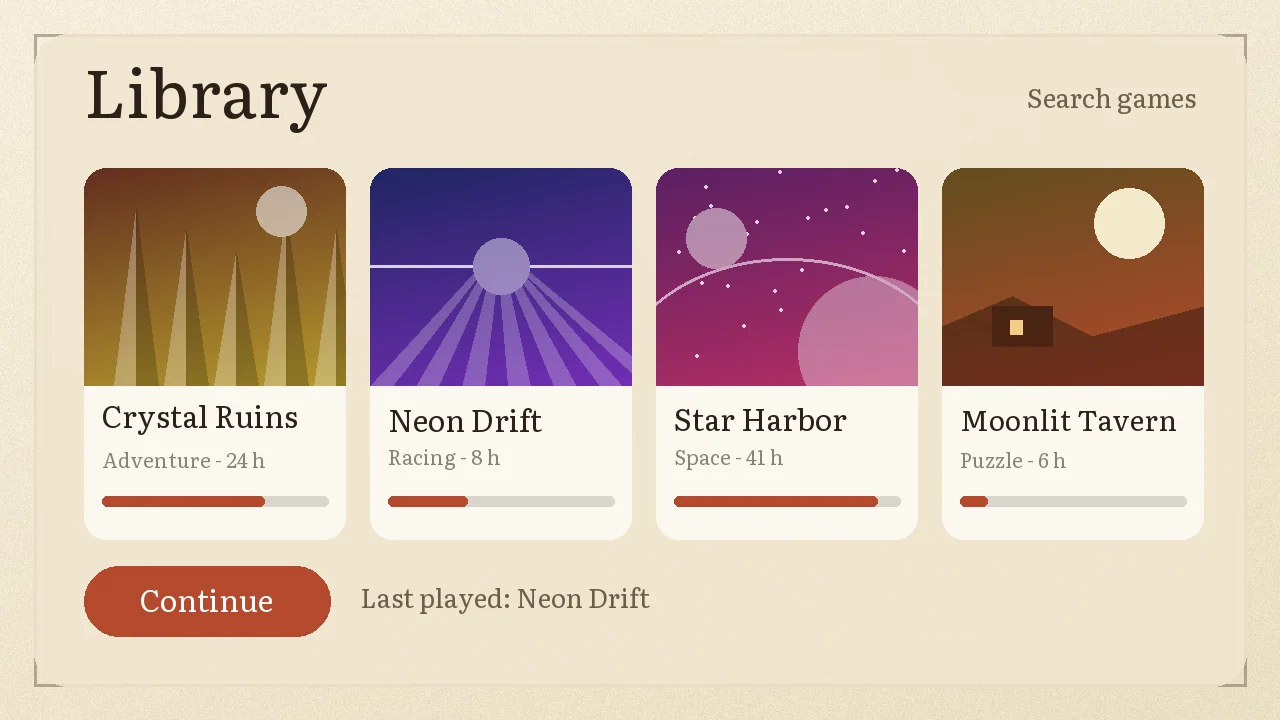 Library
Search games
Crystal Ruins
Adventure - 24 h
Neon Drift
Racing - 8 h
Star Harbor
Space - 41 h
Moonlit Tavern
Puzzle - 6 h
Continue
Last played: Neon Drift